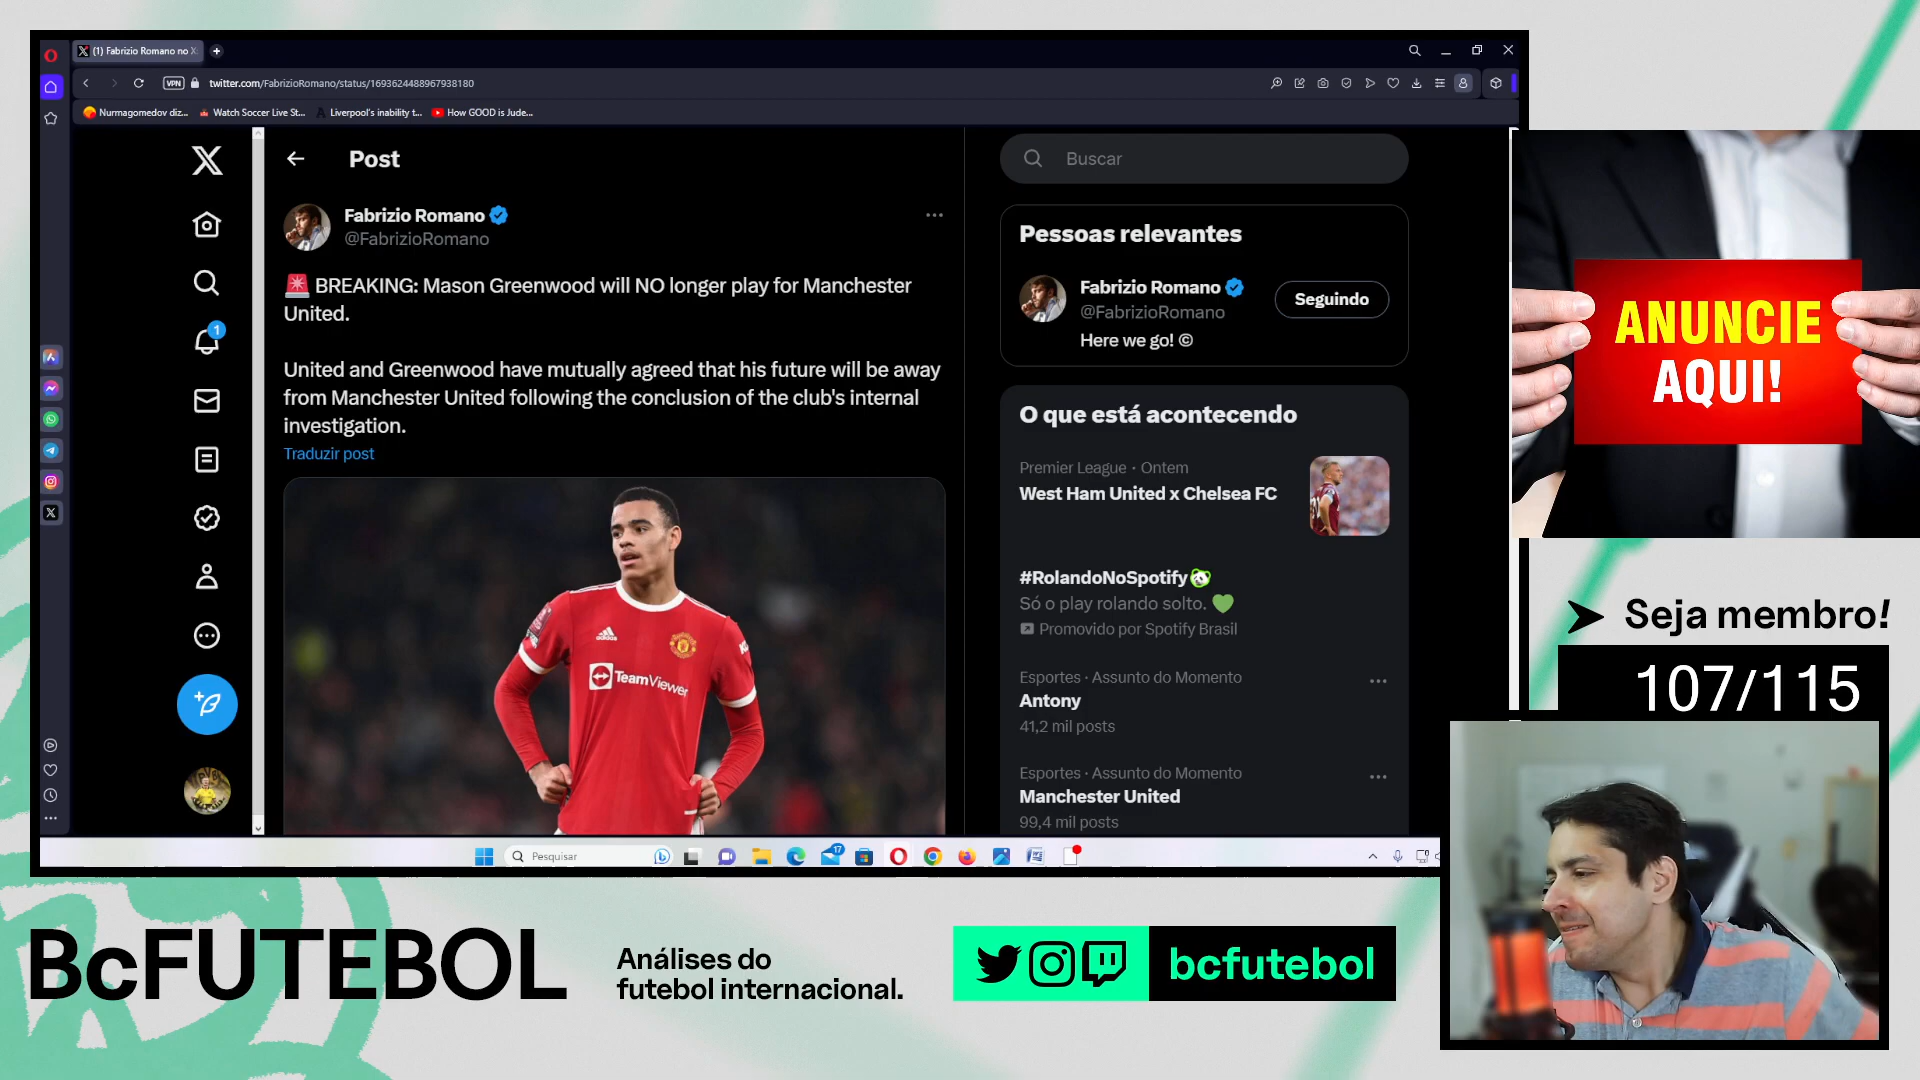 (1) Fabrizio Romano no X
VPN
twitter.com/FabrizioRomano/status/1693624488967938180
Nurmagomedov diz...
Watch Soccer Live St...
Liverpool's inability t...
How GOOD is Jude...
Post
Fabrizio Romano
@FabrizioRomano
🚨 BREAKING: Mason Greenwood will NO longer play for Manchester
United.
United and Greenwood have mutually agreed that his future will be away
from Manchester United following the conclusion of the club's internal
investigation.
Traduzir post
TeamViewer
1
Buscar
Pessoas relevantes
Fabrizio Romano
@FabrizioRomano
Seguindo
Here we go! ©
O que está acontecendo
Premier League · Ontem
West Ham United x Chelsea FC
#RolandoNoSpotify
Só o play rolando solto. 💚
Promovido por Spotify Brasil
Esportes · Assunto do Momento
Antony
41,2 mil posts
Esportes · Assunto do Momento
Manchester United
99,4 mil posts
Pesquisar
17
ANUNCIE
AQUI!
Seja membro!
107/115
BcFUTEBOL
Análises do
futebol internacional.
bcfutebol